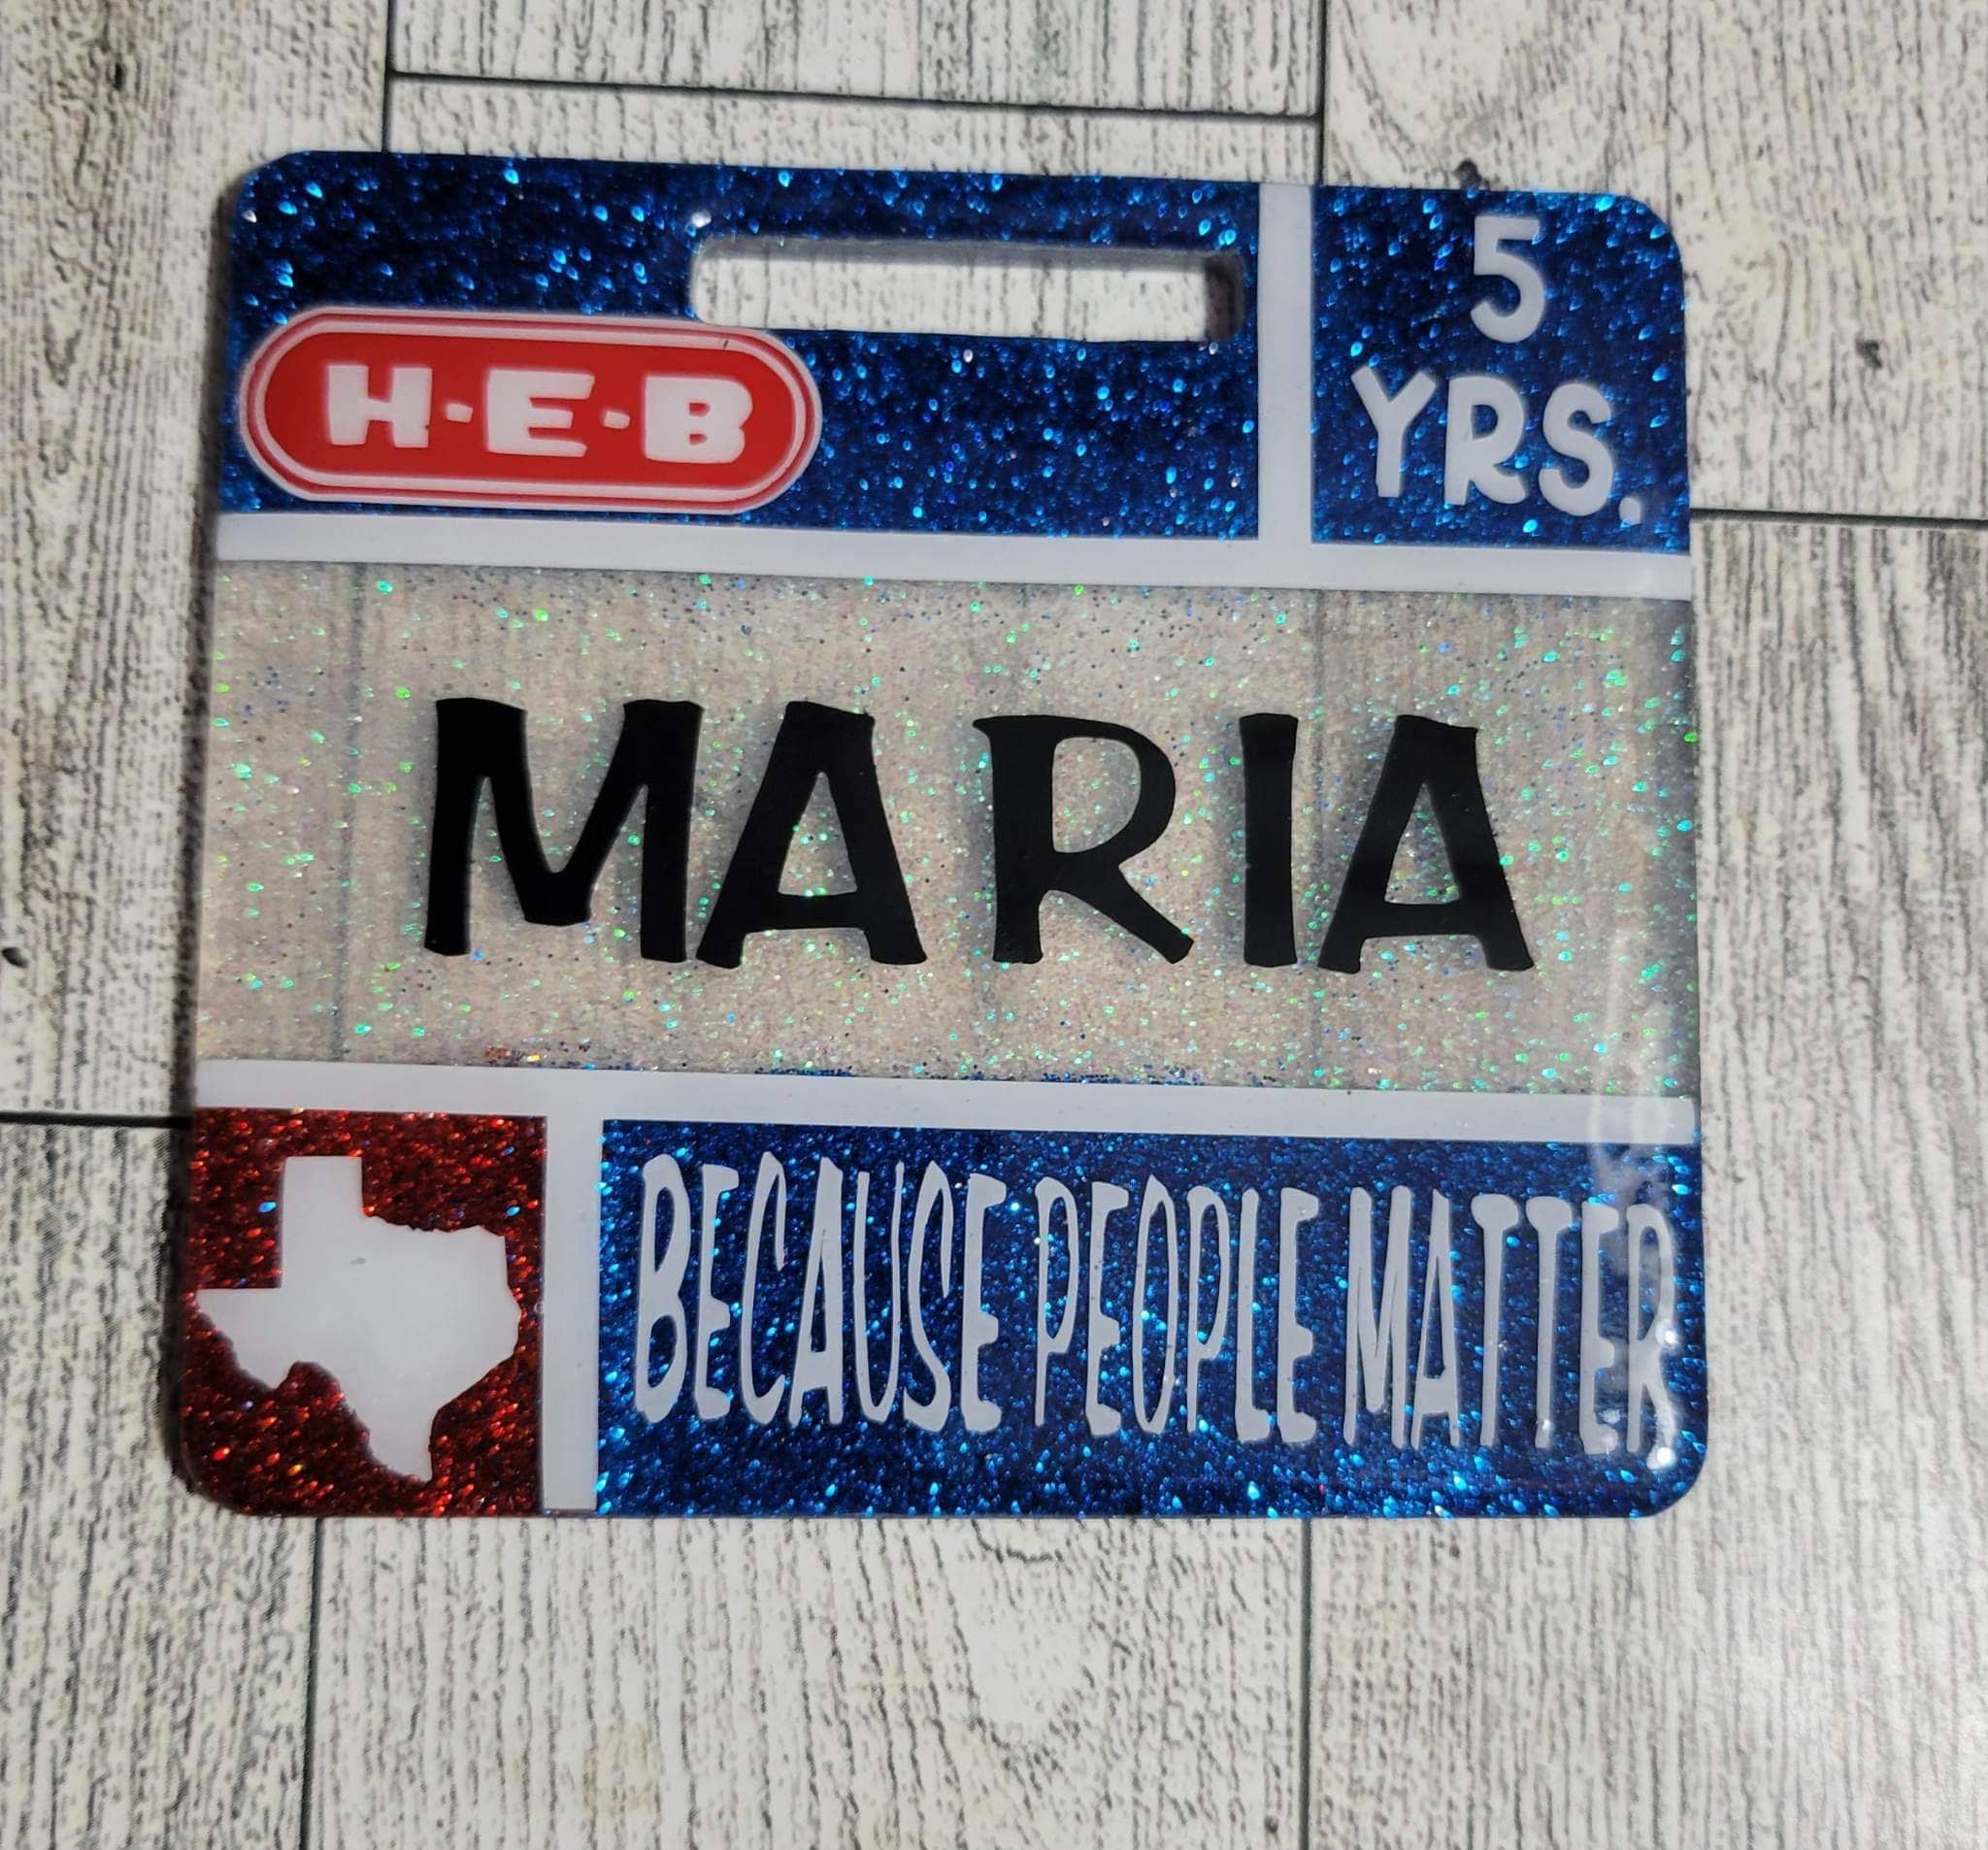 H·E·B
5
YRS.
MARIA
BECAUSE PEOPLE MATTER